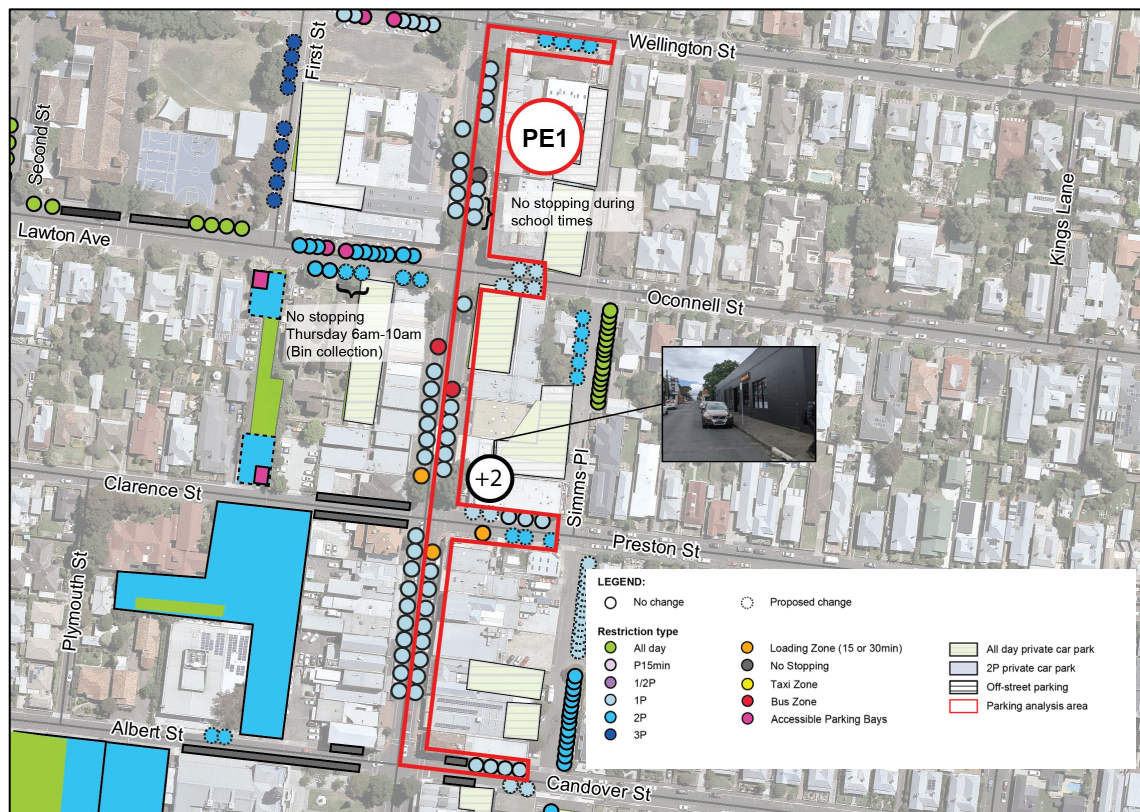 Wellington St
First St
Second St
PE1
No stopping during
school times
Kings Lane
Lawton Ave
Oconnell St
No stopping
Thursday 6am-10am
(Bin collection)
+2
Simms Pl
Clarence St
Preston St
Plymouth St
Albert St
Candover St
LEGEND:
No change
Proposed change
Restriction type
All day
P15min
1/2P
1P
2P
3P
Loading Zone (15 or 30min)
No Stopping
Taxi Zone
Bus Zone
Accessible Parking Bays
All day private car park
2P private car park
Off-street parking
Parking analysis area